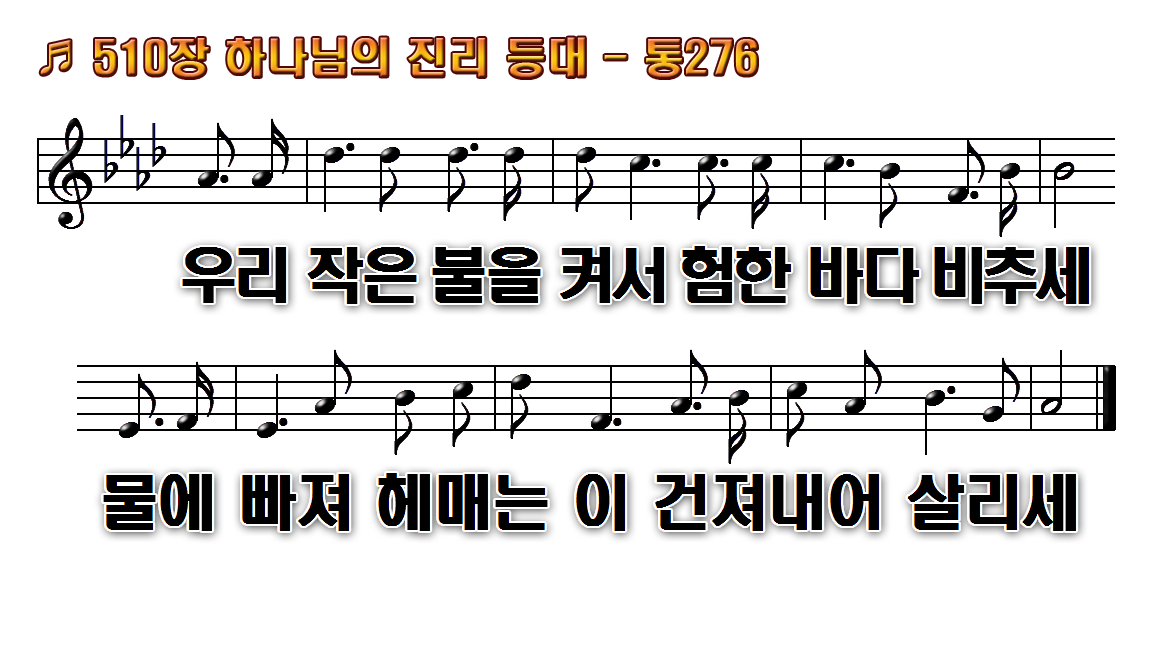 ♬ 510장 하나님의 진리 등대 - 통276
우리 작은 불을 켜서 험한 바다 비추세
물에 빠져 헤매는 이 건져내어 살리세